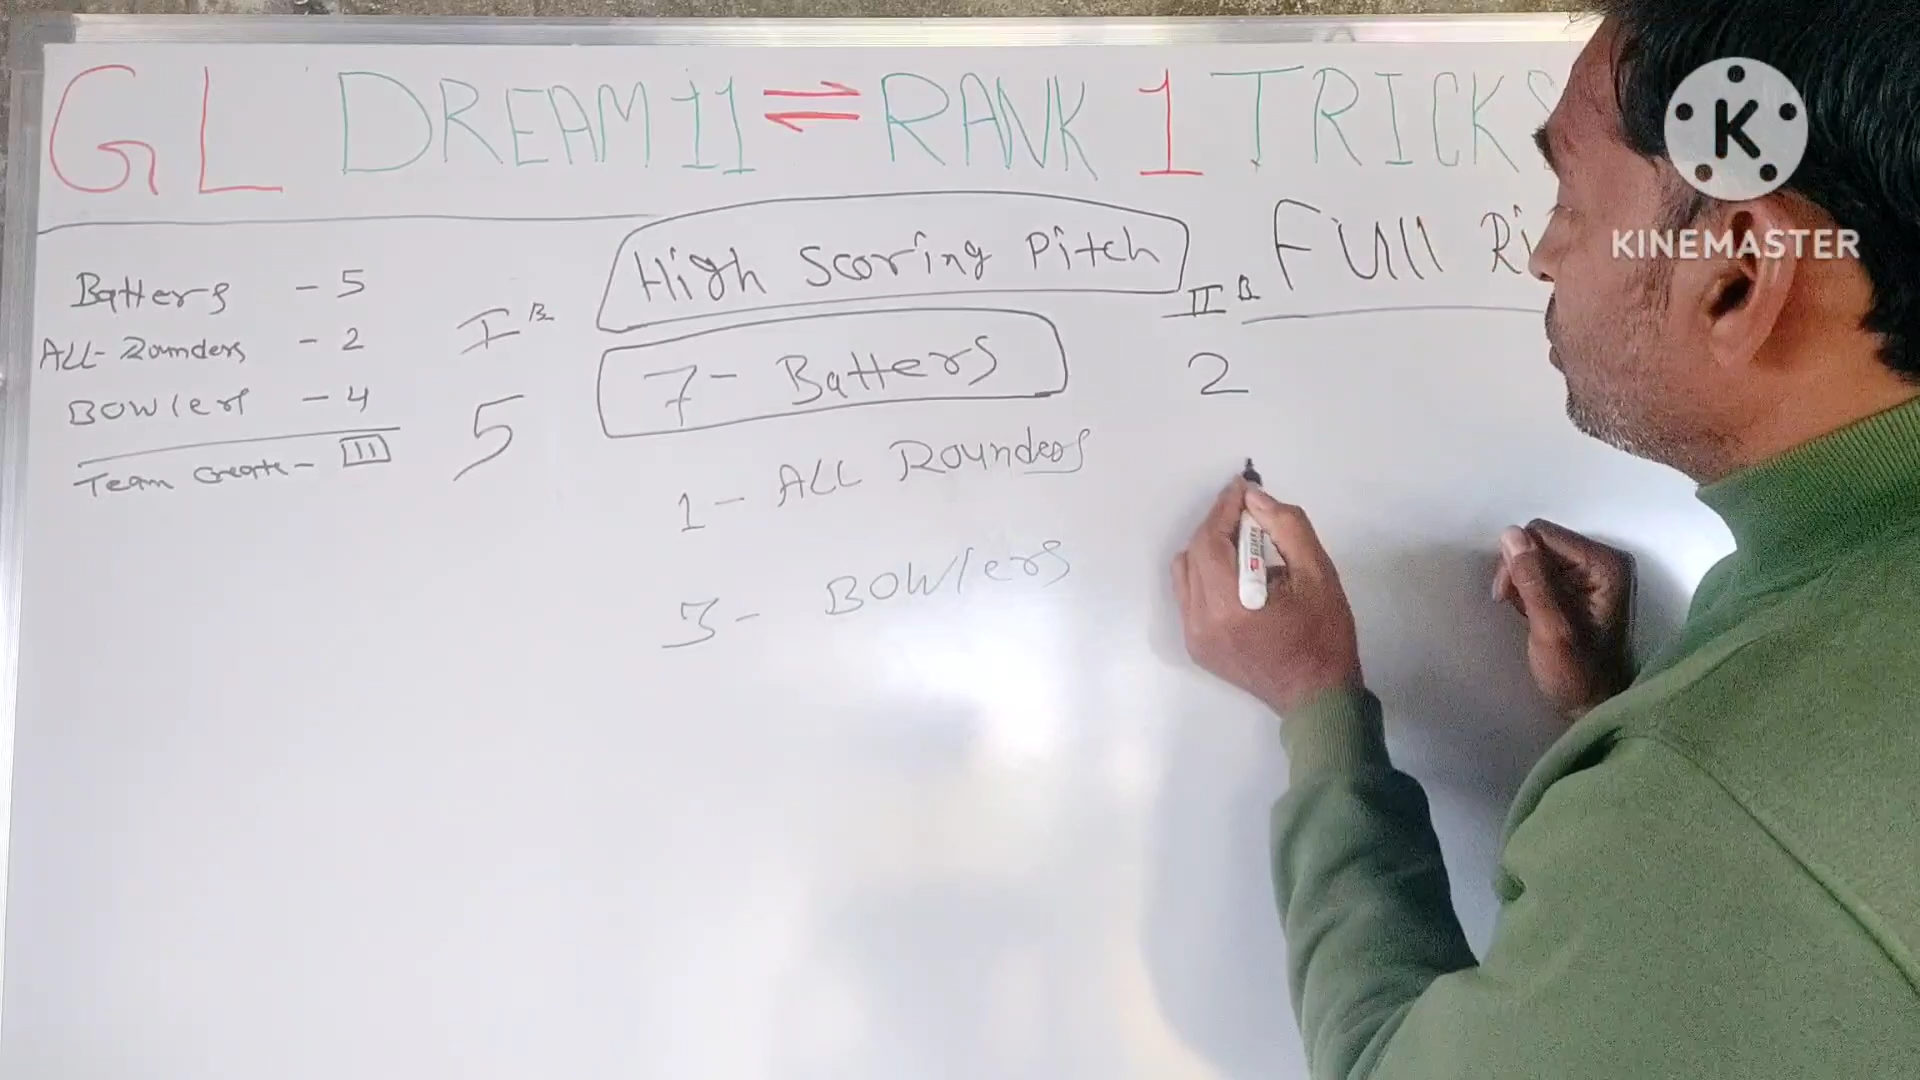 GL DREAM 11 ⇌ RANK 1 TRICKS
Batters - 5
ALL-Rounders - 2
BOWlers - 4
Team Create - 11
I
5
High Scoring Pitch
7 - Batters
1 - ALL Rounders
3 - BOWlers
II
2
FUll
K
KINEMASTER